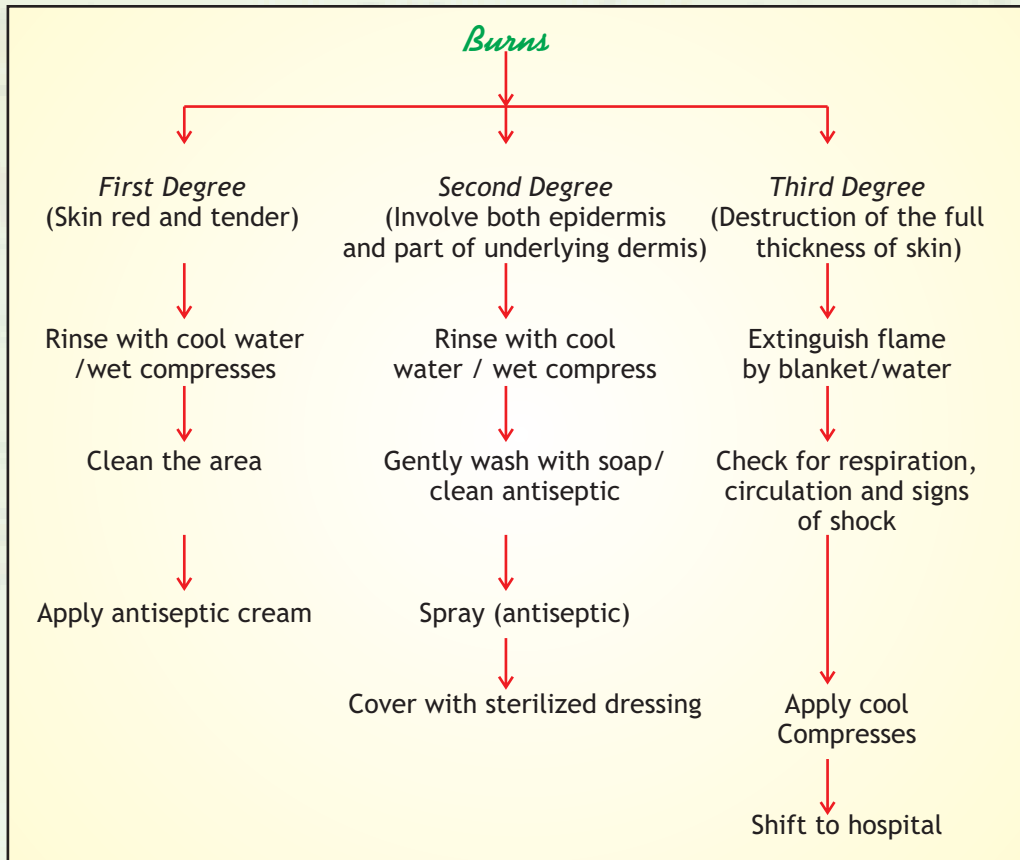 Burns
First Degree
(Skin red and tender)
Rinse with cool water
/wet compresses
Clean the area
Apply antiseptic cream
Second Degree
(Involve both epidermis
and part of underlying dermis)
Rinse with cool
water / wet compress
Gently wash with soap/
clean antiseptic
Spray (antiseptic)
Cover with sterilized dressing
Third Degree
(Destruction of the full
thickness of skin)
Extinguish flame
by blanket/water
Check for respiration,
circulation and signs
of shock
Apply cool
Compresses
Shift to hospital